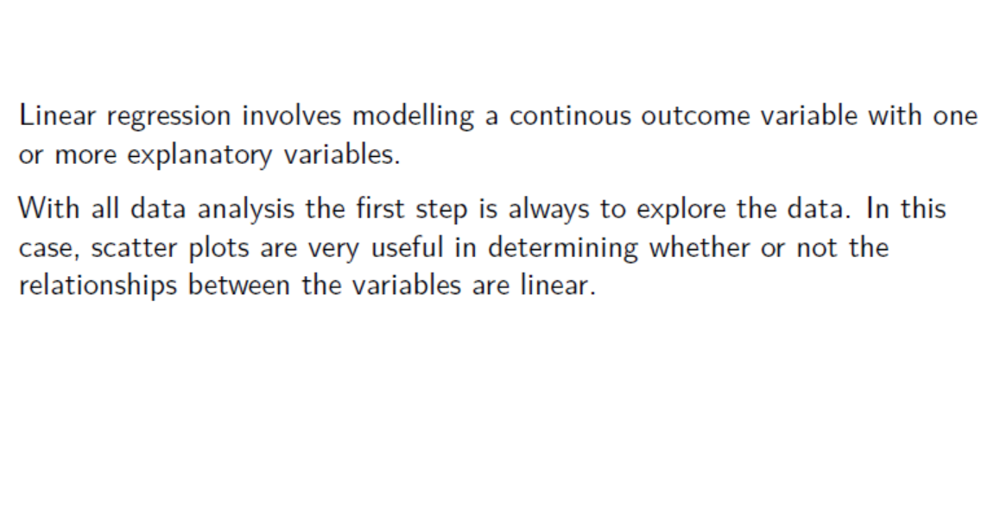 Linear regression involves modelling a continous outcome variable with one
or more explanatory variables.
With all data analysis the first step is always to explore the data. In this
case, scatter plots are very useful in determining whether or not the
relationships between the variables are linear.